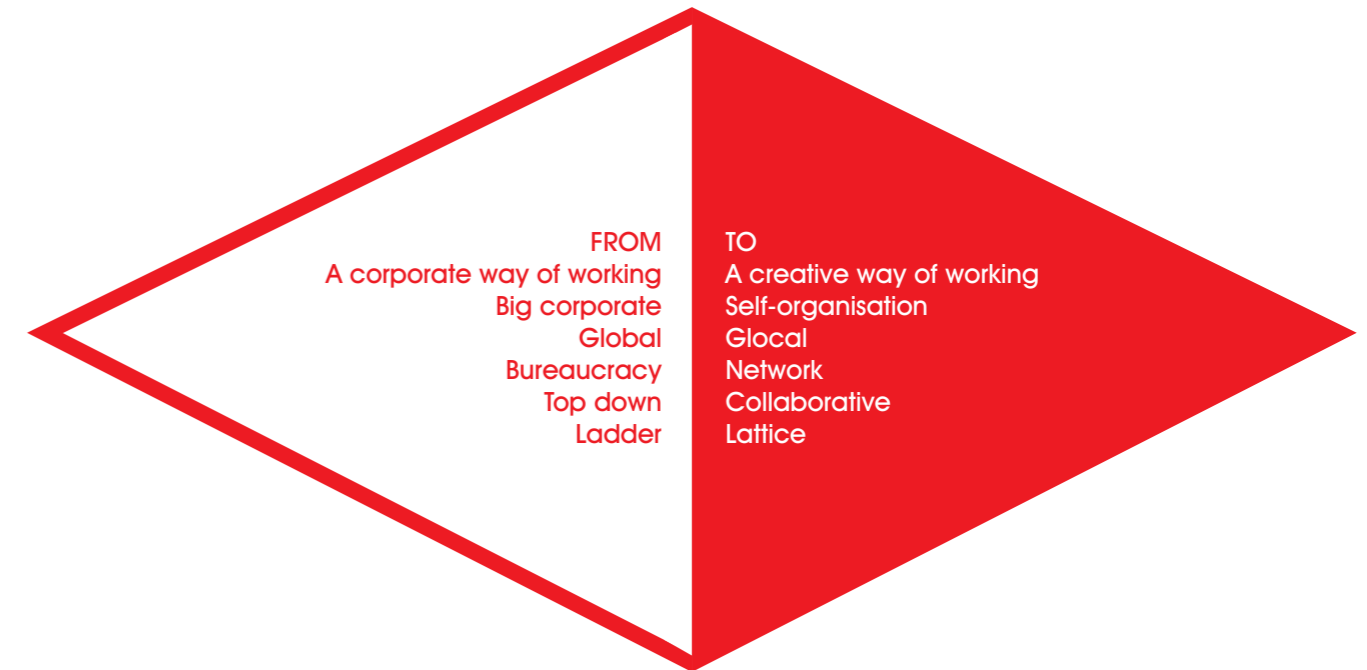 FROM
A corporate way of working
Big corporate
Global
Bureaucracy
Top down
Ladder
TO
A creative way of working
Self-organisation
Glocal
Network
Collaborative
Lattice